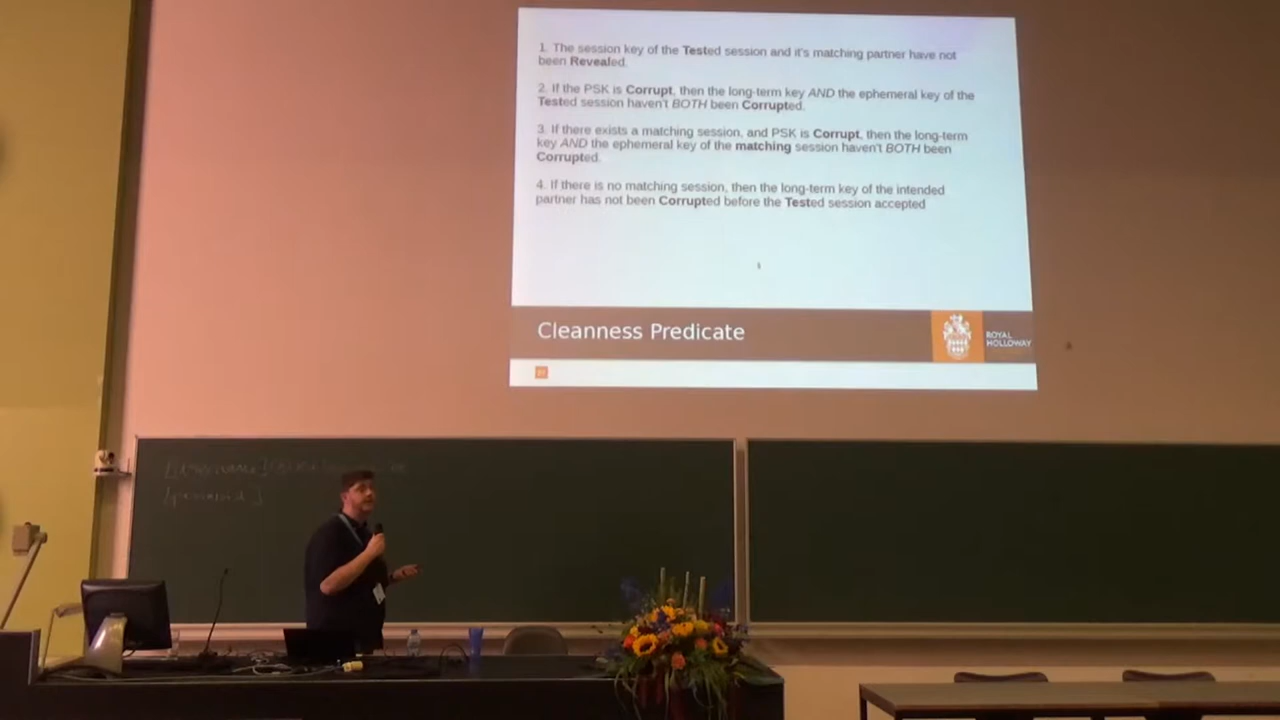 1. The session key of the Tested session and it's matching partner have not
been Revealed.
2. If the PSK is Corrupt, then the long-term key AND the ephemeral key of the
Tested session haven't BOTH been Corrupted.
3. If there exists a matching session, and PSK is Corrupt, then the long-term
key AND the ephemeral key of the matching session haven't BOTH been
Corrupted.
4. If there is no matching session, then the long-term key of the intended
partner has not been Corrupted before the Tested session accepted
Cleanness Predicate
ROYAL
HOLLOWAY